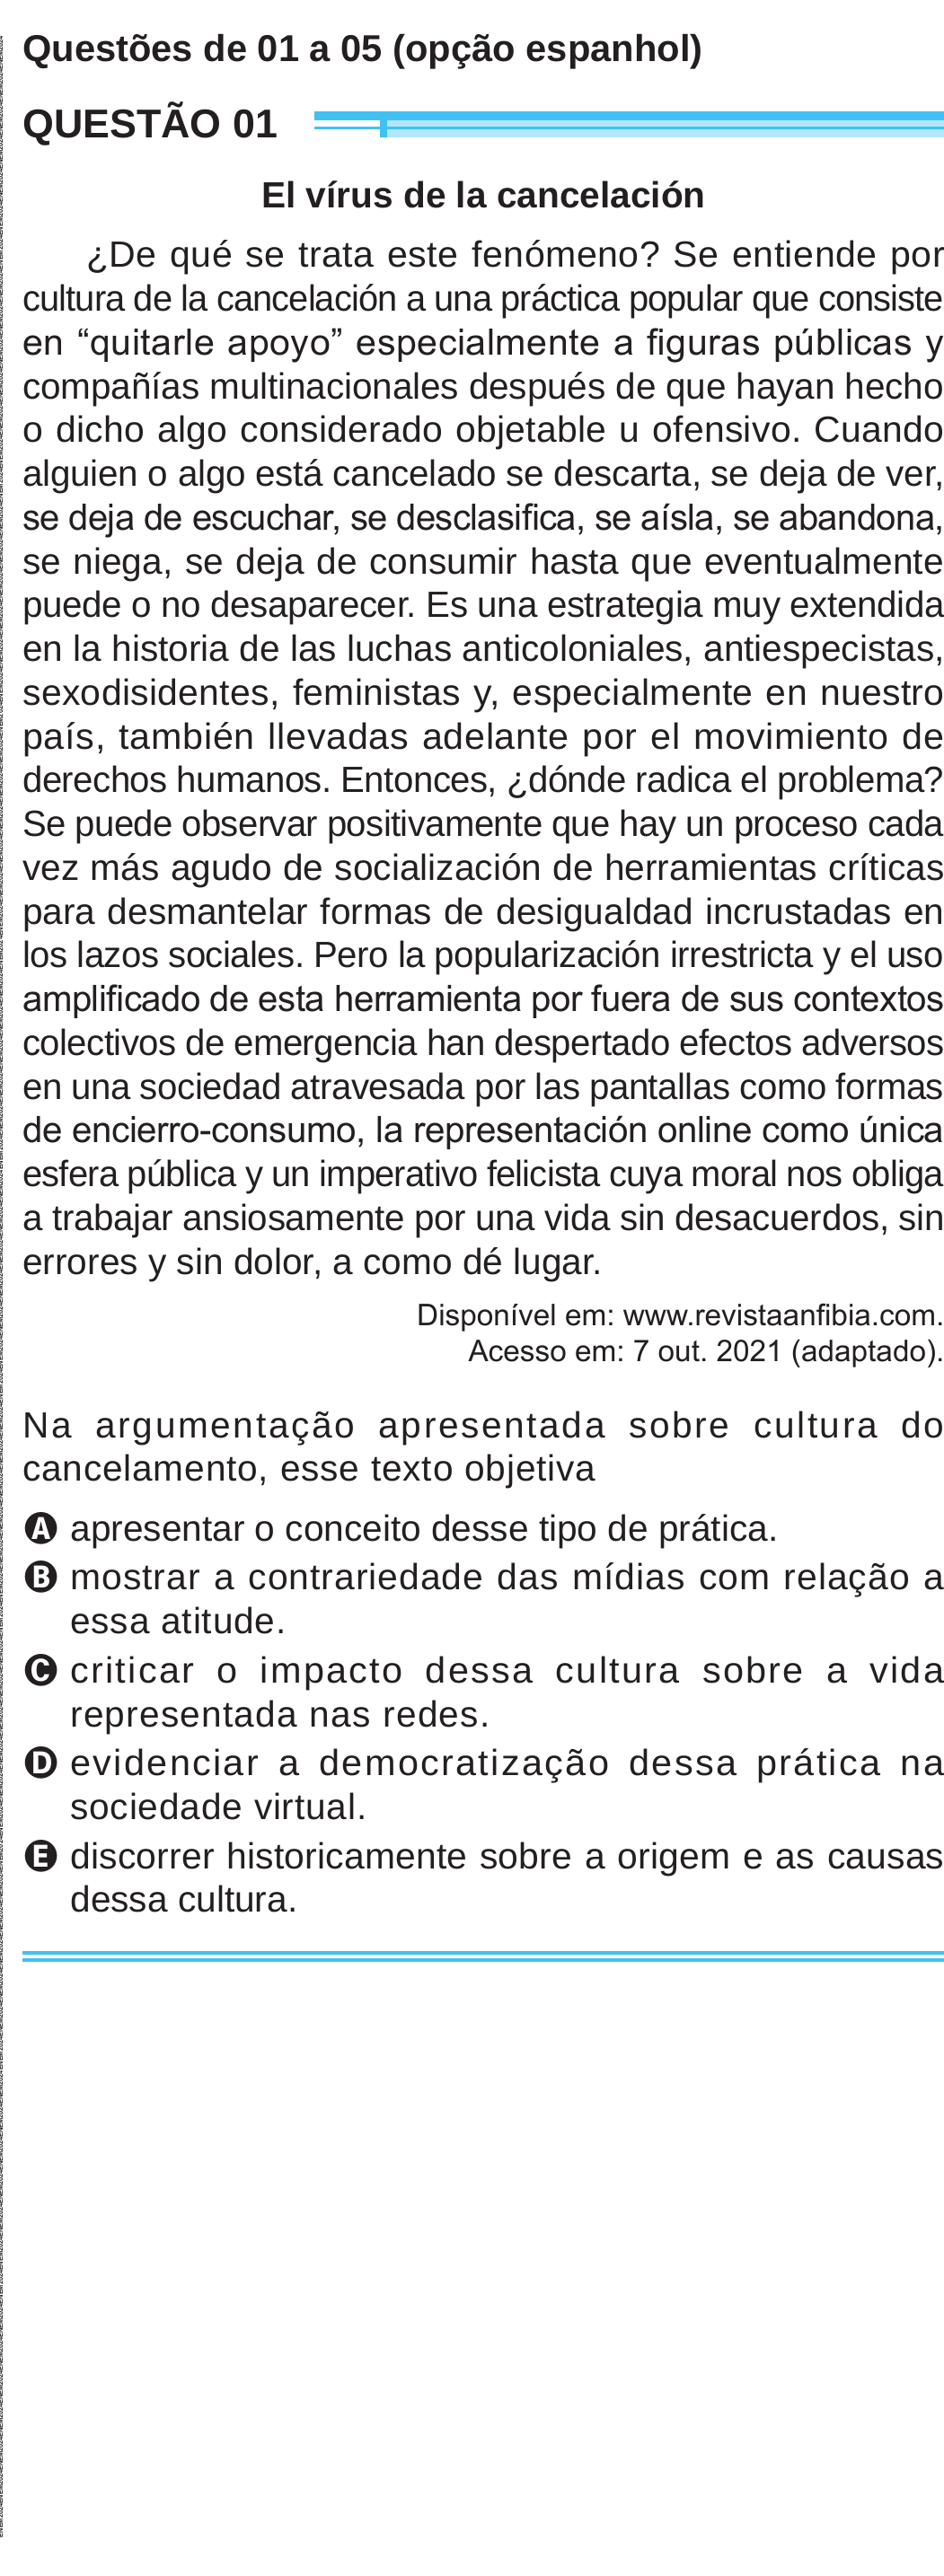 Questões de 01 a 05 (opção espanhol)
QUESTÃO 01
El vírus de la cancelación
¿De qué se trata este fenómeno? Se entiende por
cultura de la cancelación a una práctica popular que consiste
en “quitarle apoyo” especialmente a figuras públicas y
compañías multinacionales después de que hayan hecho
o dicho algo considerado objetable u ofensivo. Cuando
alguien o algo está cancelado se descarta, se deja de ver,
se deja de escuchar, se desclasifica, se aísla, se abandona,
se niega, se deja de consumir hasta que eventualmente
puede o no desaparecer. Es una estrategia muy extendida
en la historia de las luchas anticoloniales, antiespecistas,
sexodisidentes, feministas y, especialmente en nuestro
país, también llevadas adelante por el movimiento de
derechos humanos. Entonces, ¿dónde radica el problema?
Se puede observar positivamente que hay un proceso cada
vez más agudo de socialización de herramientas críticas
para desmantelar formas de desigualdad incrustadas en
los lazos sociales. Pero la popularización irrestricta y el uso
amplificado de esta herramienta por fuera de sus contextos
colectivos de emergencia han despertado efectos adversos
en una sociedad atravesada por las pantallas como formas
de encierro-consumo, la representación online como única
esfera pública y un imperativo felicista cuya moral nos obliga
a trabajar ansiosamente por una vida sin desacuerdos, sin
errores y sin dolor, a como dé lugar.
Disponível em: www.revistaanfibia.com.
Acesso em: 7 out. 2021 (adaptado).
Na argumentação apresentada sobre cultura do
cancelamento, esse texto objetiva
A apresentar o conceito desse tipo de prática.
B mostrar a contrariedade das mídias com relação a
essa atitude.
C criticar o impacto dessa cultura sobre a vida
representada nas redes.
D evidenciar a democratização dessa prática na
sociedade virtual.
E discorrer historicamente sobre a origem e as causas
dessa cultura.